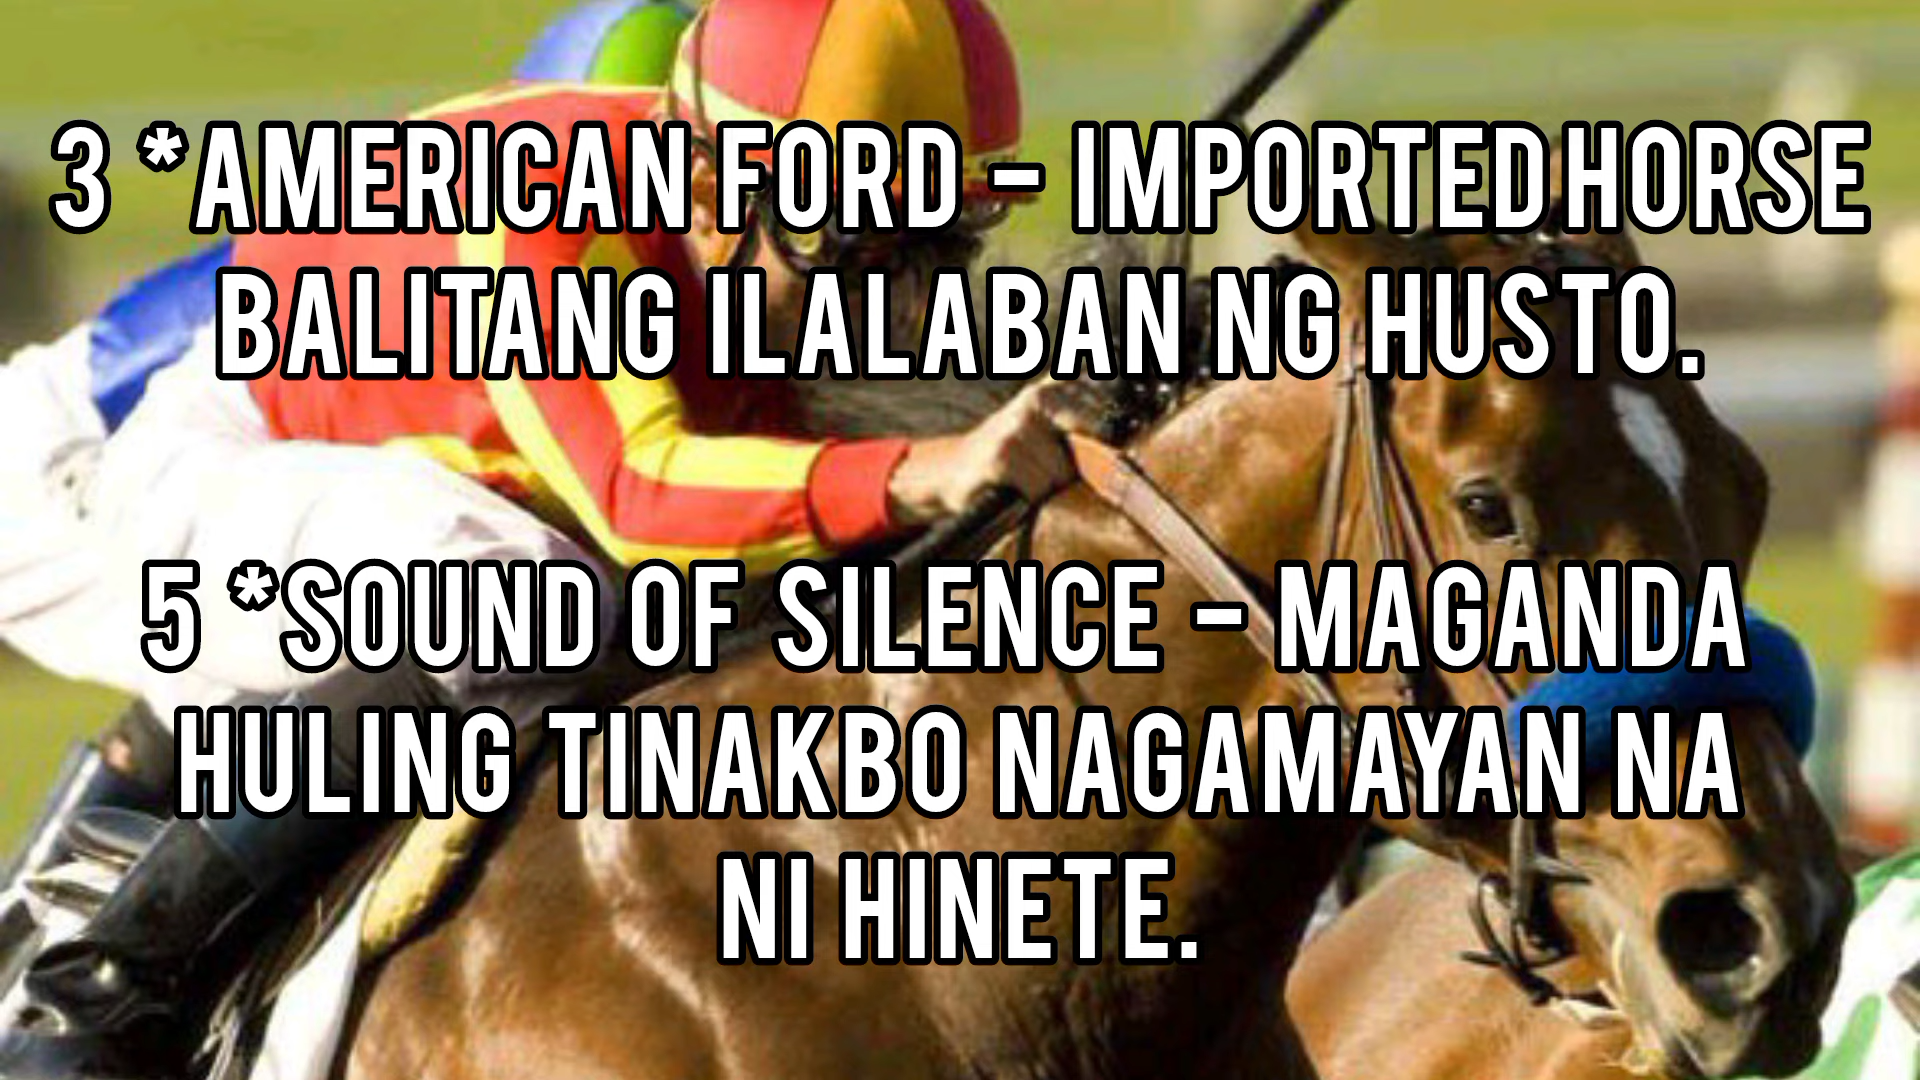 3 *AMERICAN FORD - IMPORTED HORSE
BALITANG ILALABAN NG HUSTO.
5 *SOUND OF SILENCE - MAGANDA
HULING TINAKBO NAGAMAYAN NA
NI HINETE.